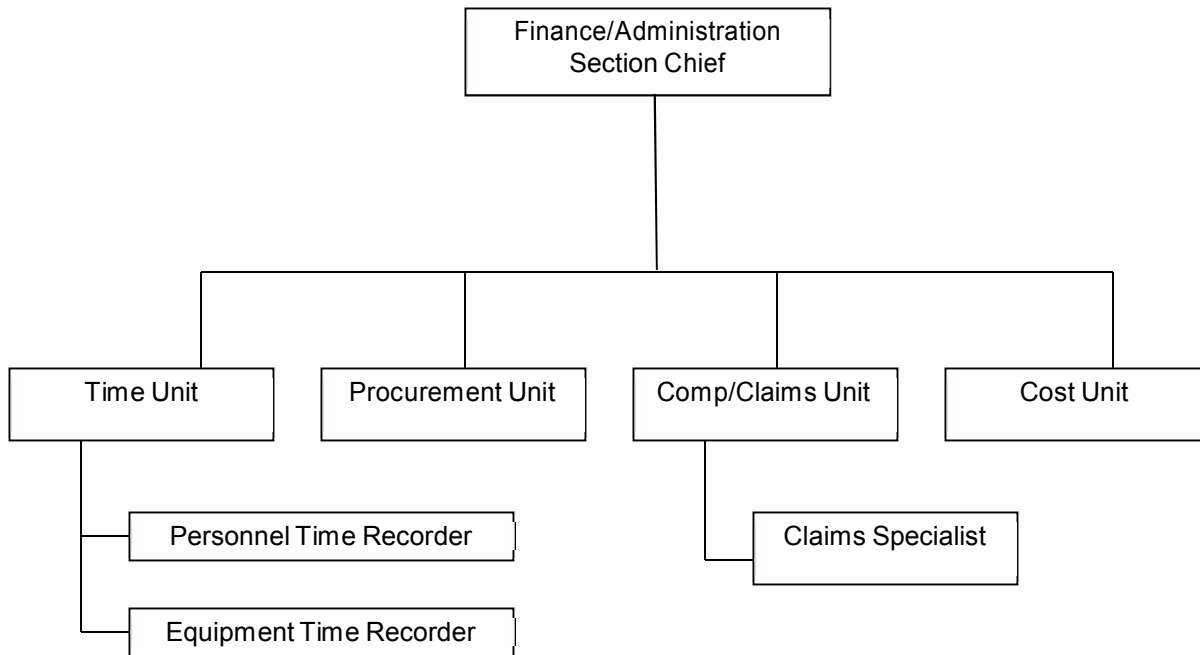 Finance/Administration
Section Chief
Time Unit
Procurement Unit
Comp/Claims Unit
Cost Unit
Personnel Time Recorder
Claims Specialist
Equipment Time Recorder